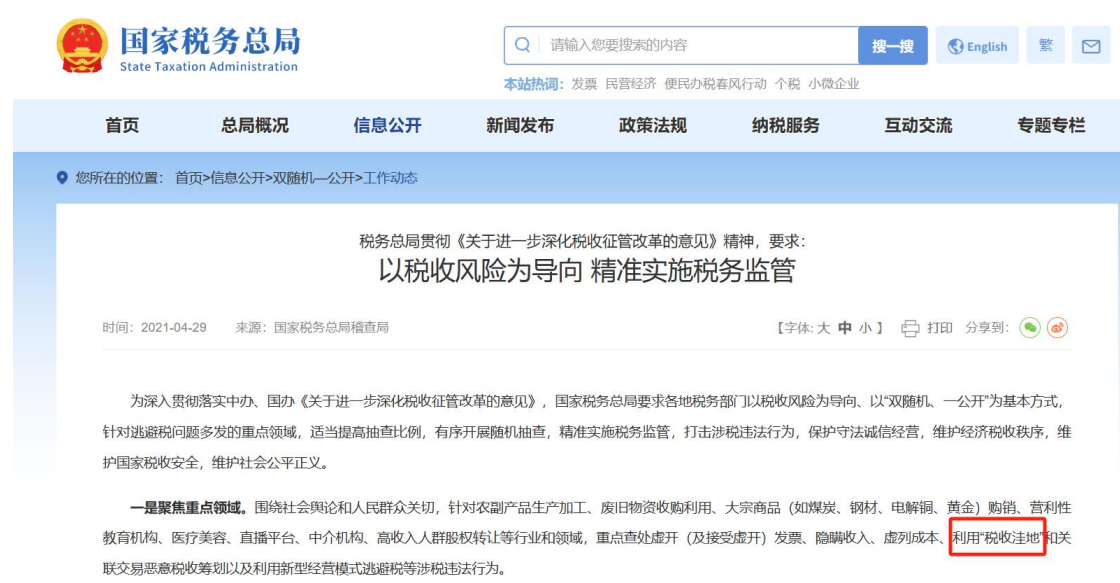 国家税务总局
State Taxation Administration
请输入您要搜索的内容
搜一搜
English
繁
本站热词：发票 民营经济 便民办税春风行动 个税 小微企业
首页 总局概况 信息公开 新闻发布 政策法规 纳税服务 互动交流 专题专栏
您所在的位置： 首页>信息公开>双随机—公开>工作动态
税务总局贯彻《关于进一步深化税收征管改革的意见》精神，要求：
以税收风险为导向 精准实施税务监管
时间：2021-04-29 来源：国家税务总局稽查局 【字体: 大 中 小 】 打印 分享到：
为深入贯彻落实中办、国办《关于进一步深化税收征管改革的意见》，国家税务总局要求各地税务部门以税收风险为导向、以“双随机、一公开”为基本方式，
针对逃避税问题多发的重点领域，适当提高抽查比例，有序开展随机抽查，精准实施税务监管，打击涉税违法行为，保护守法诚信经营，维护经济税收秩序，维
护国家税收安全，维护社会公平正义。
一是聚焦重点领域。围绕社会舆论和人民群众关切，针对农副产品生产加工、废旧物资收购利用、大宗商品（如煤炭、钢材、电解铜、黄金）购销、营利性
教育机构、医疗美容、直播平台、中介机构、高收入人群股权转让等行业和领域，重点查处虚开（及接受虚开）发票、隐瞒收入、虚列成本、利用“税收洼地”和关
联交易恶意税收筹划以及利用新型经营模式逃避税等涉税违法行为。